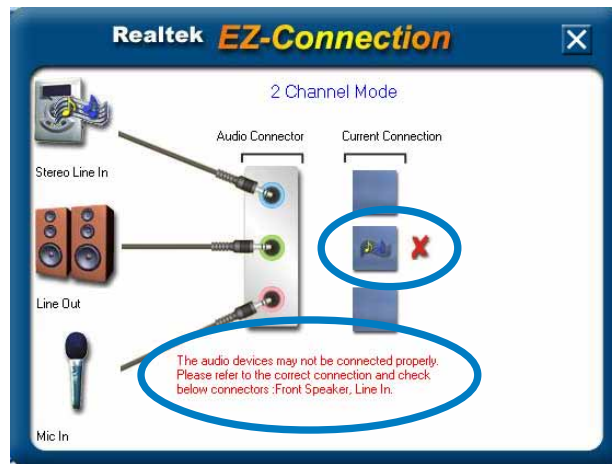 Realtek EZ-Connection
2 Channel Mode
Audio Connector
Current Connection
Stereo Line In
Line Out
The audio devices may not be connected properly.
Please refer to the correct connection and check
below connectors :Front Speaker, Line In.
Mic In